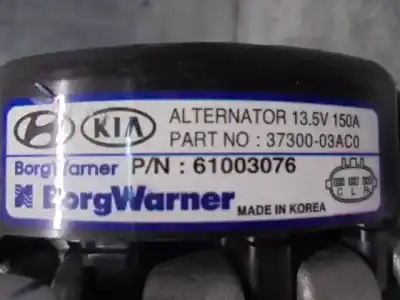 KIA ALTERNATOR 13.5V 150A
PART NO : 37300-03AC0
BorgWarner P/N : 61003076
BorgWarner MADE IN KOREA